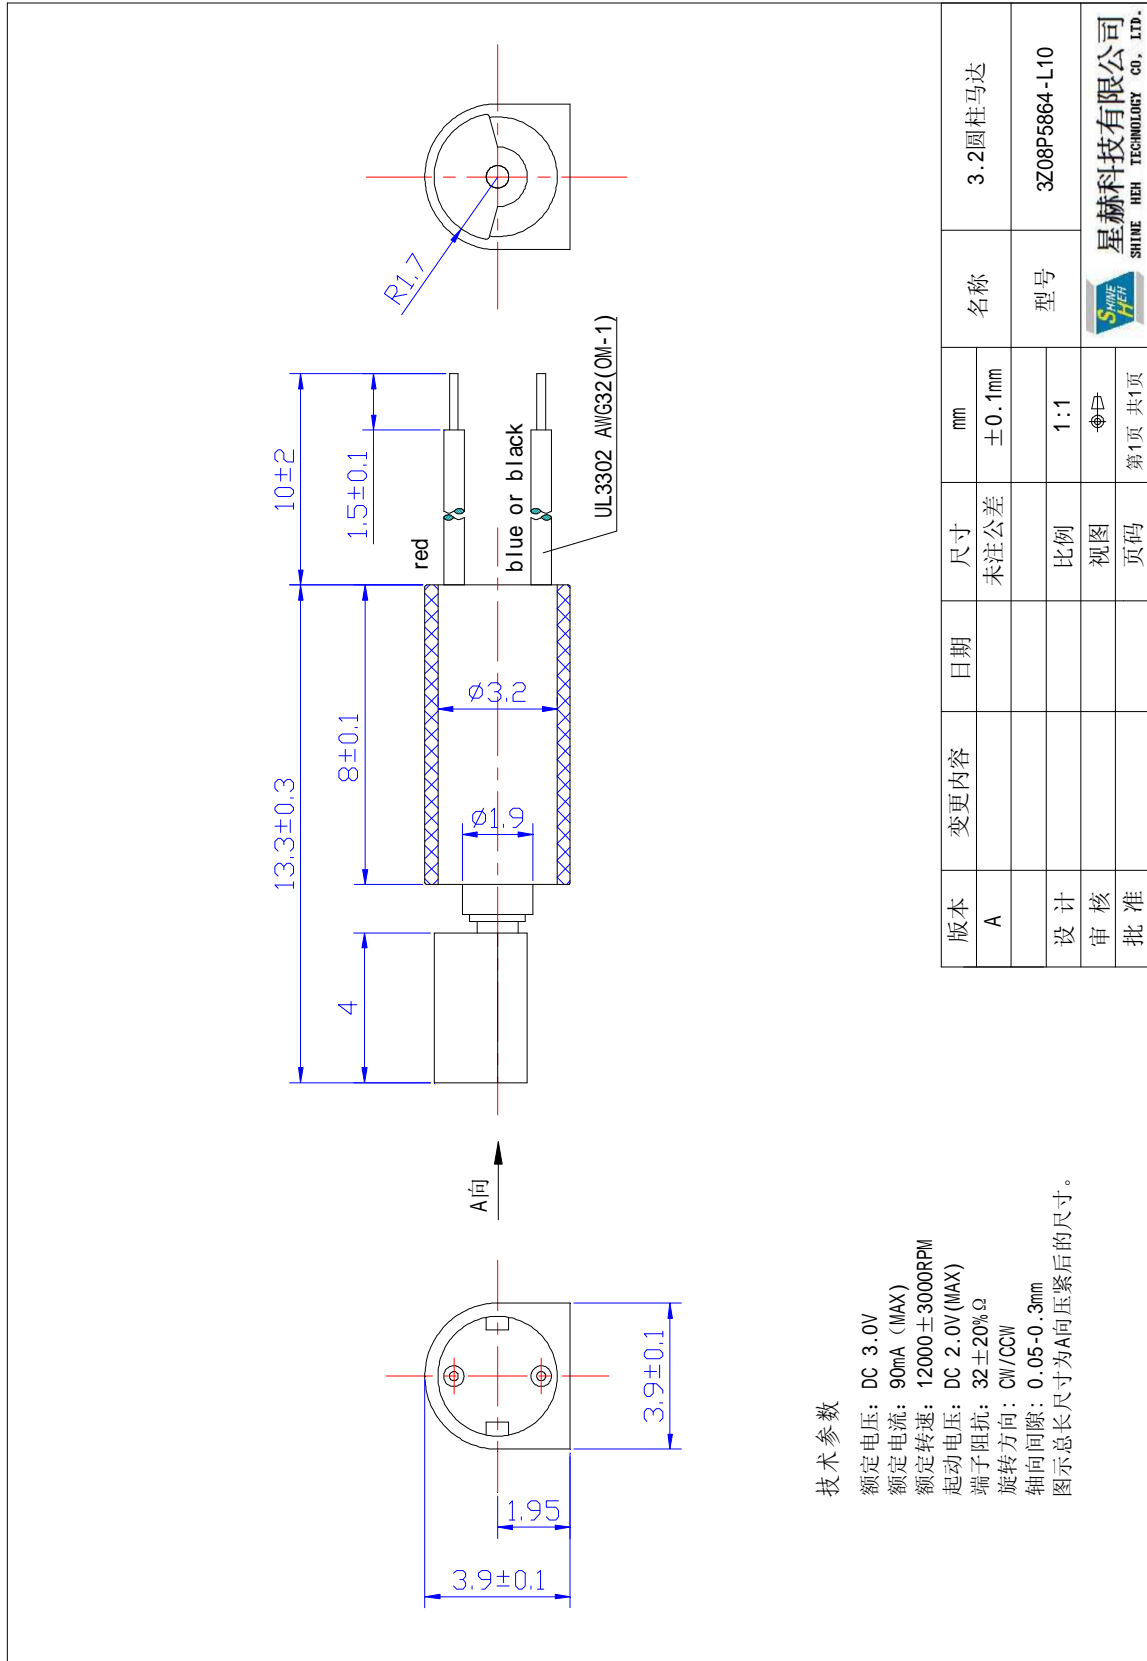 R1.7
10±2
1.5±0.1
red
blue or black
UL3302 AWG32(OM-1)
13.3±0.3
8±0.1
Ø3.2
Ø1.9
4
A向
3.9±0.1
1.95
3.9±0.1
技术参数
额定电压: DC 3.0V
额定电流: 90mA（MAX)
额定转速: 12000±3000RPM
起动电压: DC 2.0V(MAX)
端子阻抗: 32±20%Ω
旋转方向: CW/CCW
轴向间隙: 0.05-0.3mm
图示总长尺寸为A向压紧后的尺寸。
版本 变更内容 日期 尺寸 mm 名称 3.2圆柱马达
A 未注公差 ±0.1mm
型号 3Z08P5864-L10
设计 比例 1:1
审核 视图
批准 页码 第1页 共1页
SHINE HEH
星赫科技有限公司
SHINE HEH TECHNOLOGY CO. LTD.